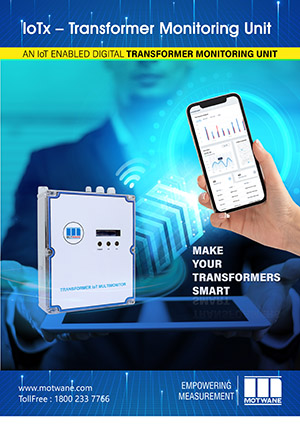 IoTx – Transformer Monitoring Unit
AN IoT ENABLED DIGITAL TRANSFORMER MONITORING UNIT
MOTWANE
TRANSFORMER IoT MULTIMONITOR
MAKE
YOUR
TRANSFORMERS
SMART
www.motwane.com
TollFree : 1800 233 7766
EMPOWERING
MEASUREMENT
MOTWANE